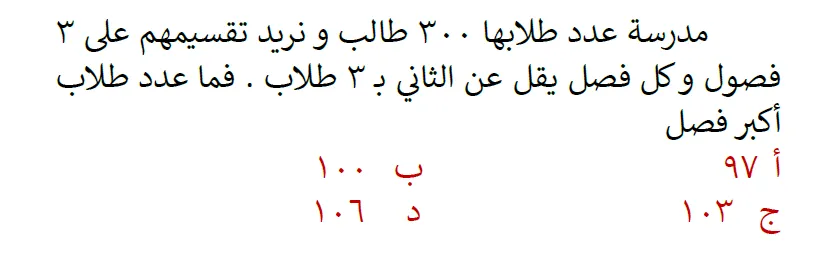 مدرسة عدد طلابها ٣٠٠ طالب و نريد تقسيمهم على ٣
فصول وكل فصل يقل عن الثاني بـ ٣ طلاب . فما عدد طلاب
أكبر فصل
أ ٩٧ ب ١٠٠
ج ١٠٣ د ١٠٦